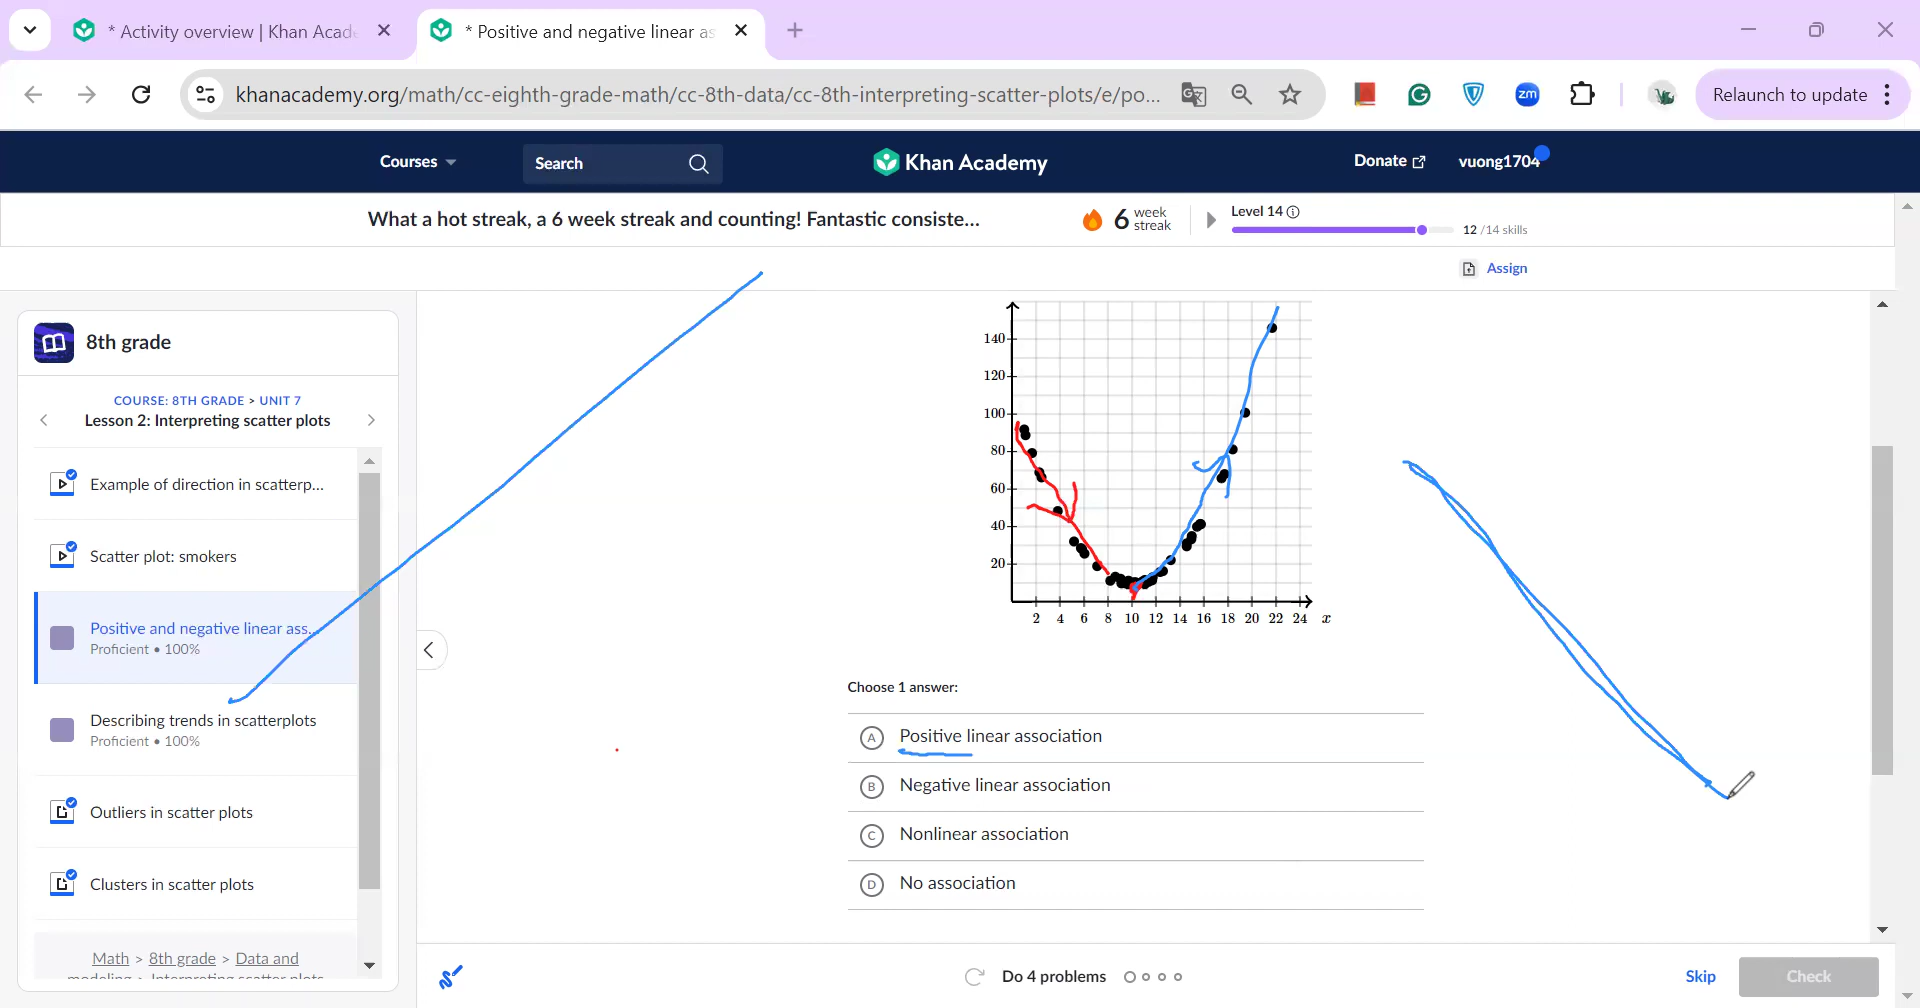 * Activity overview | Khan Acade
* Positive and negative linear as
khanacademy.org/math/cc-eighth-grade-math/cc-8th-data/cc-8th-interpreting-scatter-plots/e/po...
zm
Relaunch to update
Courses
Search
Khan Academy
Donate
vuong1704
What a hot streak, a 6 week streak and counting! Fantastic consiste...
6 week streak
Level 14
12 /14 skills
Assign
8th grade
COURSE: 8TH GRADE > UNIT 7
Lesson 2: Interpreting scatter plots
Example of direction in scatterp...
Scatter plot: smokers
Positive and negative linear ass...
Proficient • 100%
Describing trends in scatterplots
Proficient • 100%
Outliers in scatter plots
Clusters in scatter plots
Math > 8th grade > Data and
modeling > Interpreting scatter plots
140
120
100
80
60
40
20
2 4 6 8 10 12 14 16 18 20 22 24 x
Choose 1 answer:
A Positive linear association
B Negative linear association
C Nonlinear association
D No association
Do 4 problems
Skip
Check